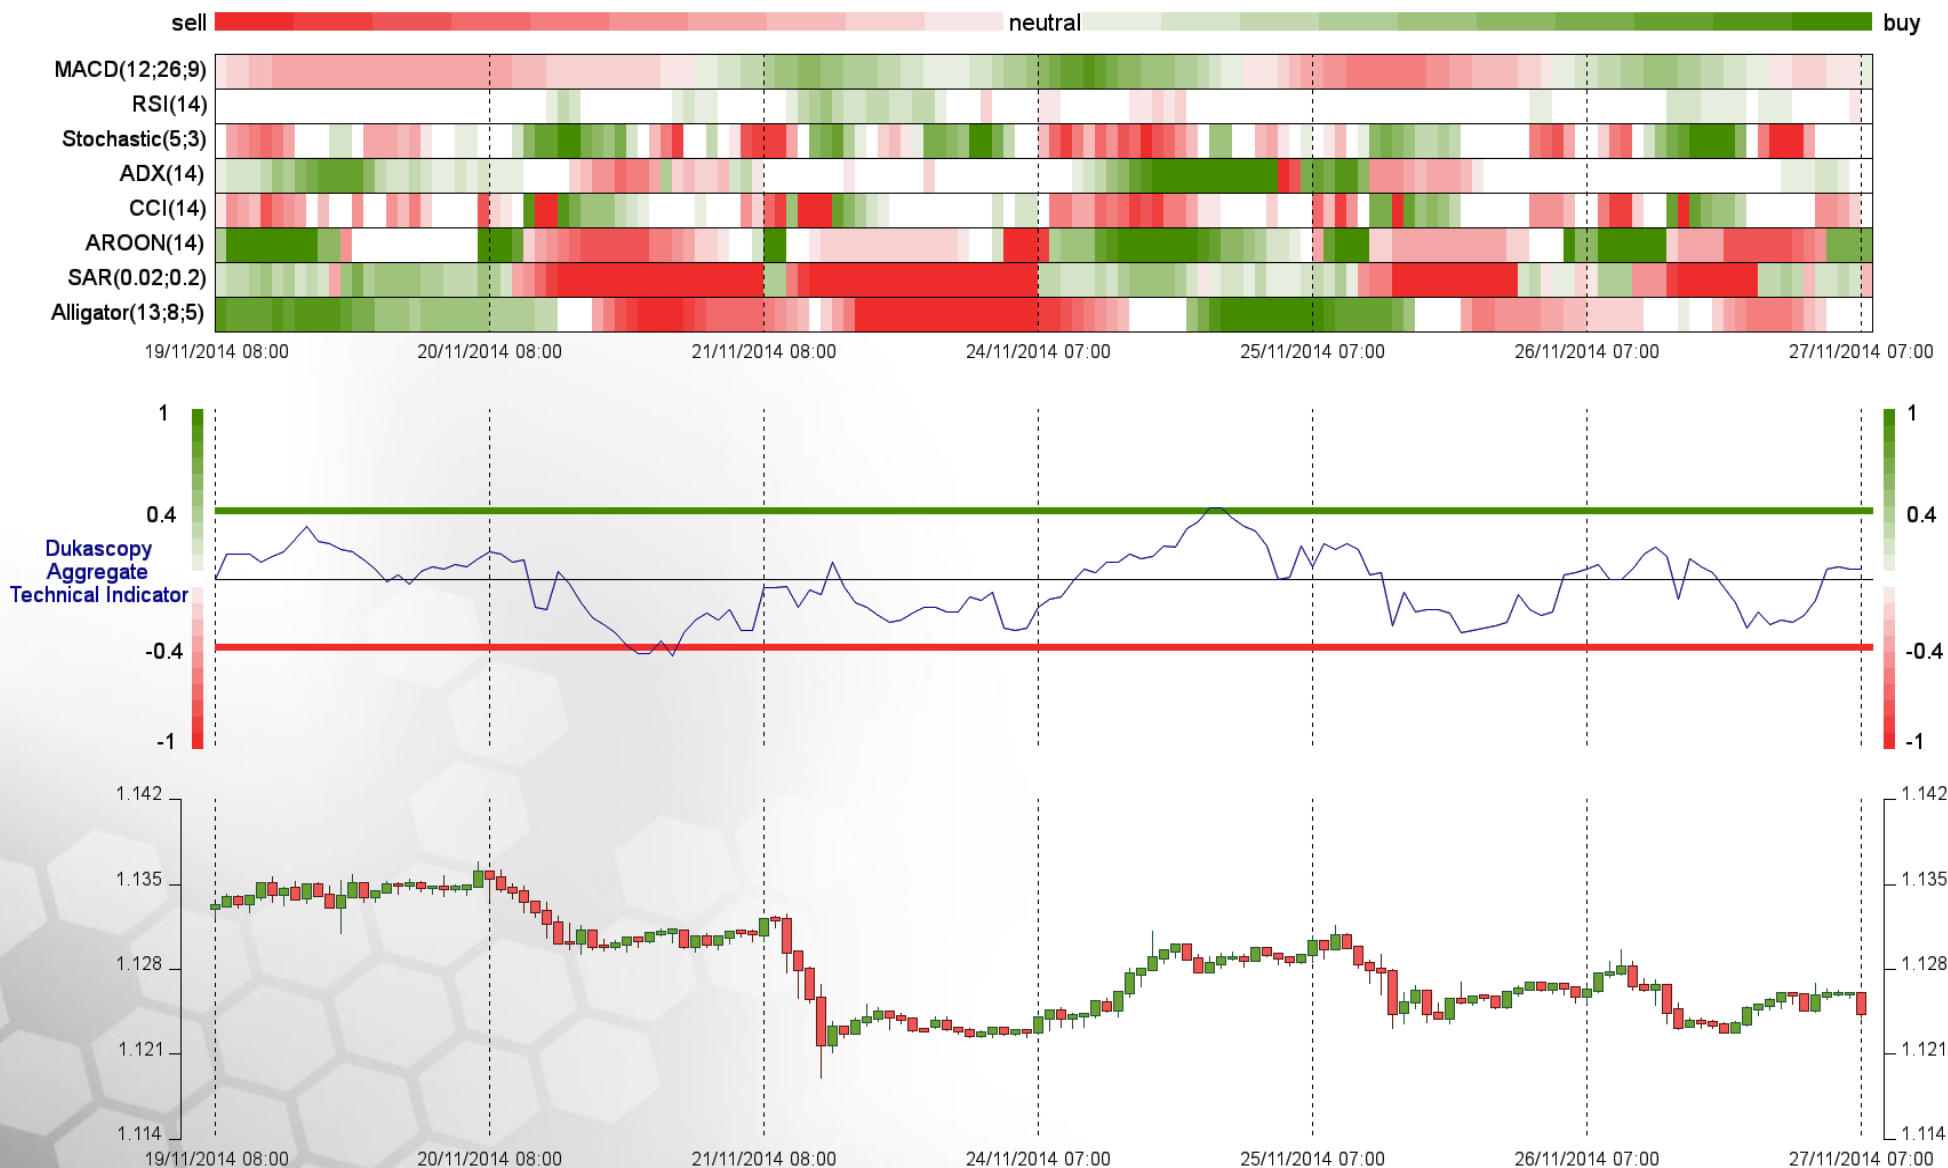 sell neutral buy
MACD(12;26;9)
RSI(14)
Stochastic(5;3)
ADX(14)
CCI(14)
AROON(14)
SAR(0.02;0.2)
Alligator(13;8;5)
19/11/2014 08:00 20/11/2014 08:00 21/11/2014 08:00 24/11/2014 07:00 25/11/2014 07:00 26/11/2014 07:00 27/11/2014 07:00
1 1
0.4 0.4
Dukascopy
Aggregate
Technical Indicator
-0.4 -0.4
-1 -1
1.142 1.142
1.135 1.135
1.128 1.128
1.121 1.121
1.114 1.114
19/11/2014 08:00 20/11/2014 08:00 21/11/2014 08:00 24/11/2014 07:00 25/11/2014 07:00 26/11/2014 07:00 27/11/2014 07:00